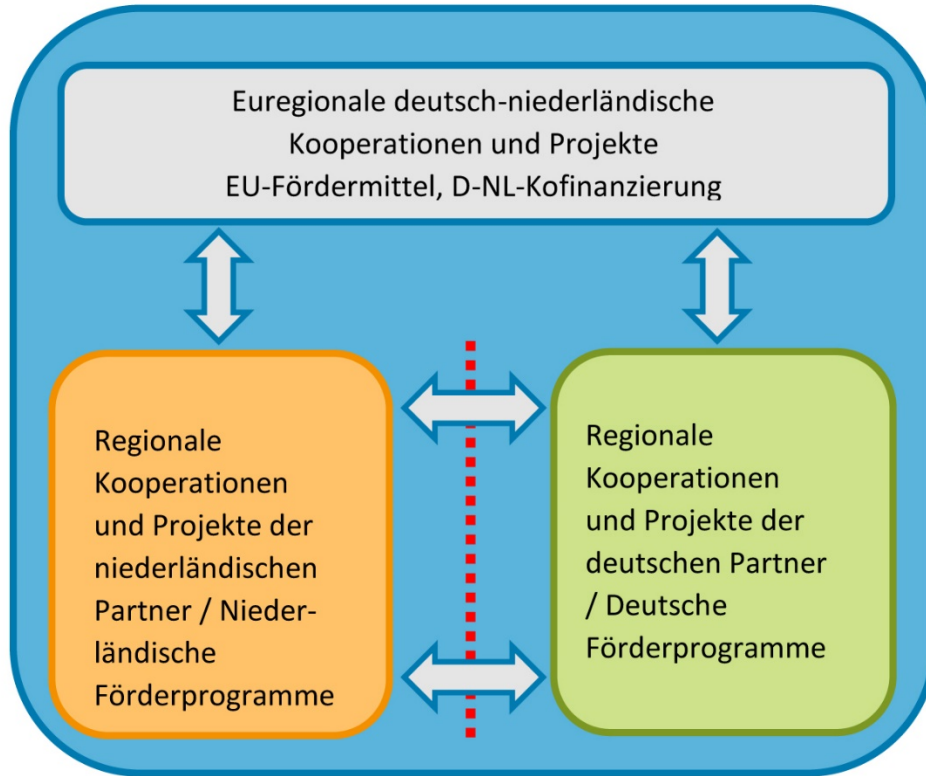 Euregionale deutsch-niederländische
Kooperationen und Projekte
EU-Fördermittel, D-NL-Kofinanzierung
Regionale
Kooperationen
und Projekte der
niederländischen
Partner / Nieder-
ländische
Förderprogramme
Regionale
Kooperationen
und Projekte der
deutschen Partner
/ Deutsche
Förderprogramme